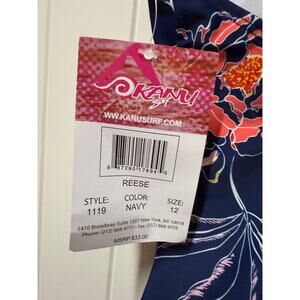 KANU
Surf
WWW.KANUSURF.COM
REESE
STYLE: COLOR: SIZE:
1119 NAVY 12
1410 Broadway-Suite 1507 New York, NY 10018
MSRP $33.00